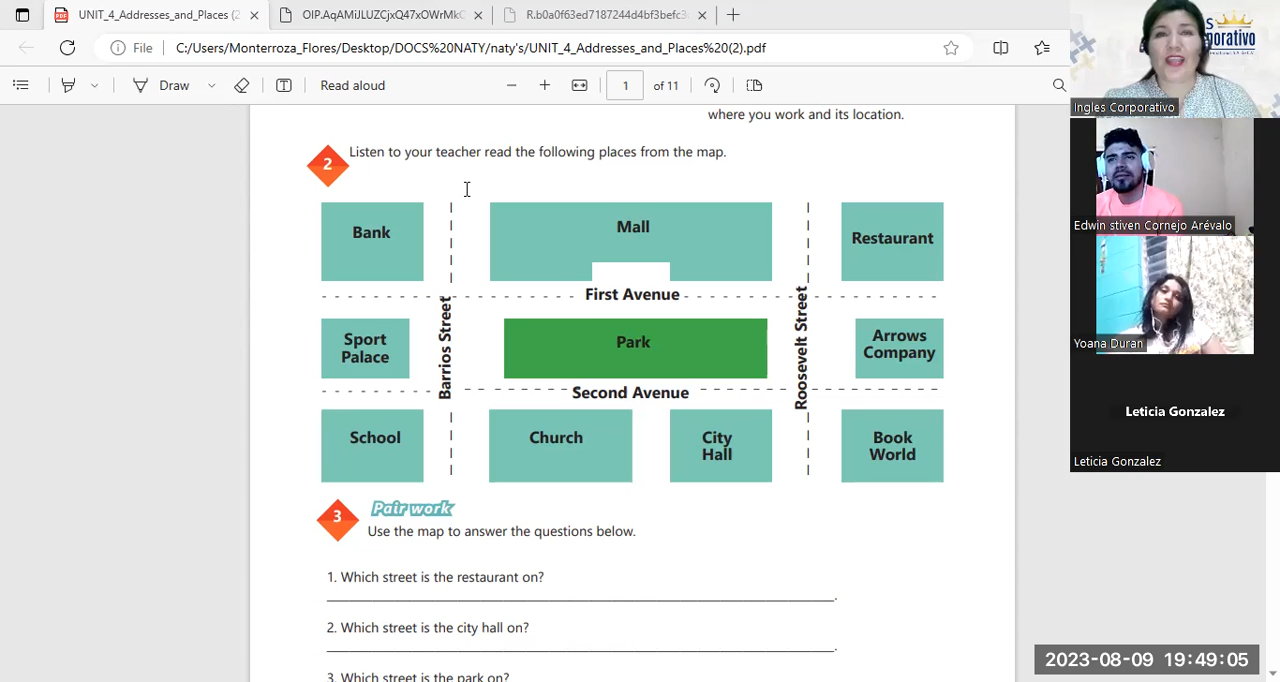 UNIT_4_Addresses_and_Places (2
OIP.AqAMiJLUZCjxQ47xOWrMkC
R.b0a0f63ed7187244d4bf3befc3
File
C:/Users/Monterroza_Flores/Desktop/DOCS%20NATY/naty's/UNIT_4_Addresses_and_Places%20(2).pdf
Draw
Read aloud
1
of 11
where you work and its location.
2
Listen to your teacher read the following places from the map.
Bank
Mall
Restaurant
First Avenue
Barrios Street
Roosevelt Street
Sport
Palace
Park
Arrows
Company
Second Avenue
School
Church
City
Hall
Book
World
3
Pair work
Use the map to answer the questions below.
1. Which street is the restaurant on?
2. Which street is the city hall on?
3. Which street is the park on?
Ingles Corporativo
Edwin stiven Cornejo Arévalo
Yoana Duran
Leticia Gonzalez
Leticia Gonzalez
2023-08-09 19:49:05